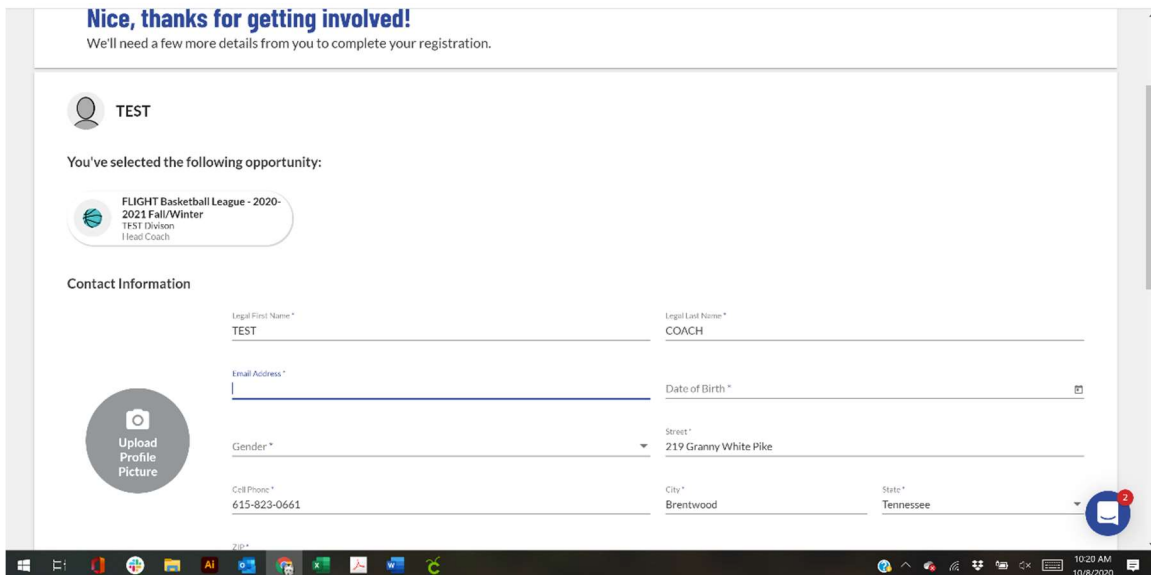 Nice, thanks for getting involved!
We'll need a few more details from you to complete your registration.
TEST
You've selected the following opportunity:
FLIGHT Basketball League - 2020-
2021 Fall/Winter
TEST Divison
Head Coach
Contact Information
Legal First Name *
TEST
Legal Last Name *
COACH
Email Address *
Date of Birth *
Upload
Profile
Picture
Gender *
Street *
219 Granny White Pike
Cell Phone *
615-823-0661
City *
Brentwood
State *
Tennessee
2
ZIP *
Ai
10:20 AM
10/8/2020